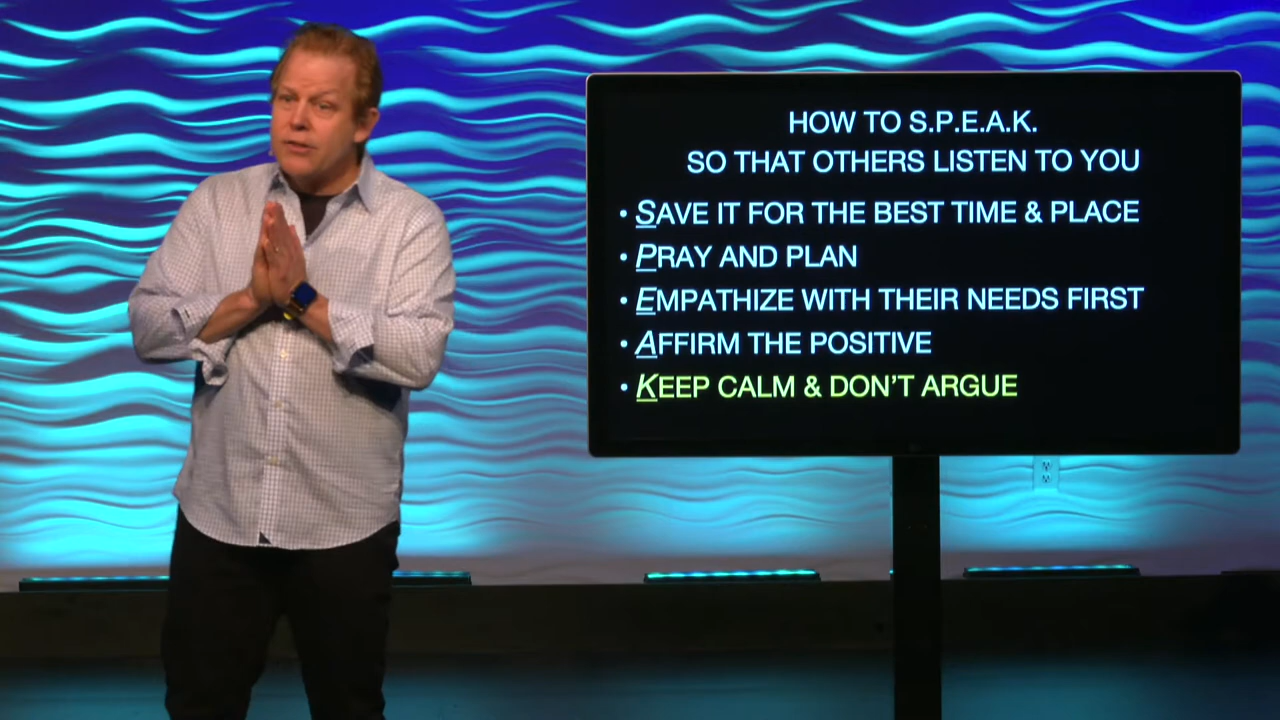 HOW TO S.P.E.A.K.
SO THAT OTHERS LISTEN TO YOU
• SAVE IT FOR THE BEST TIME & PLACE
• PRAY AND PLAN
• EMPATHIZE WITH THEIR NEEDS FIRST
• AFFIRM THE POSITIVE
• KEEP CALM & DON'T ARGUE